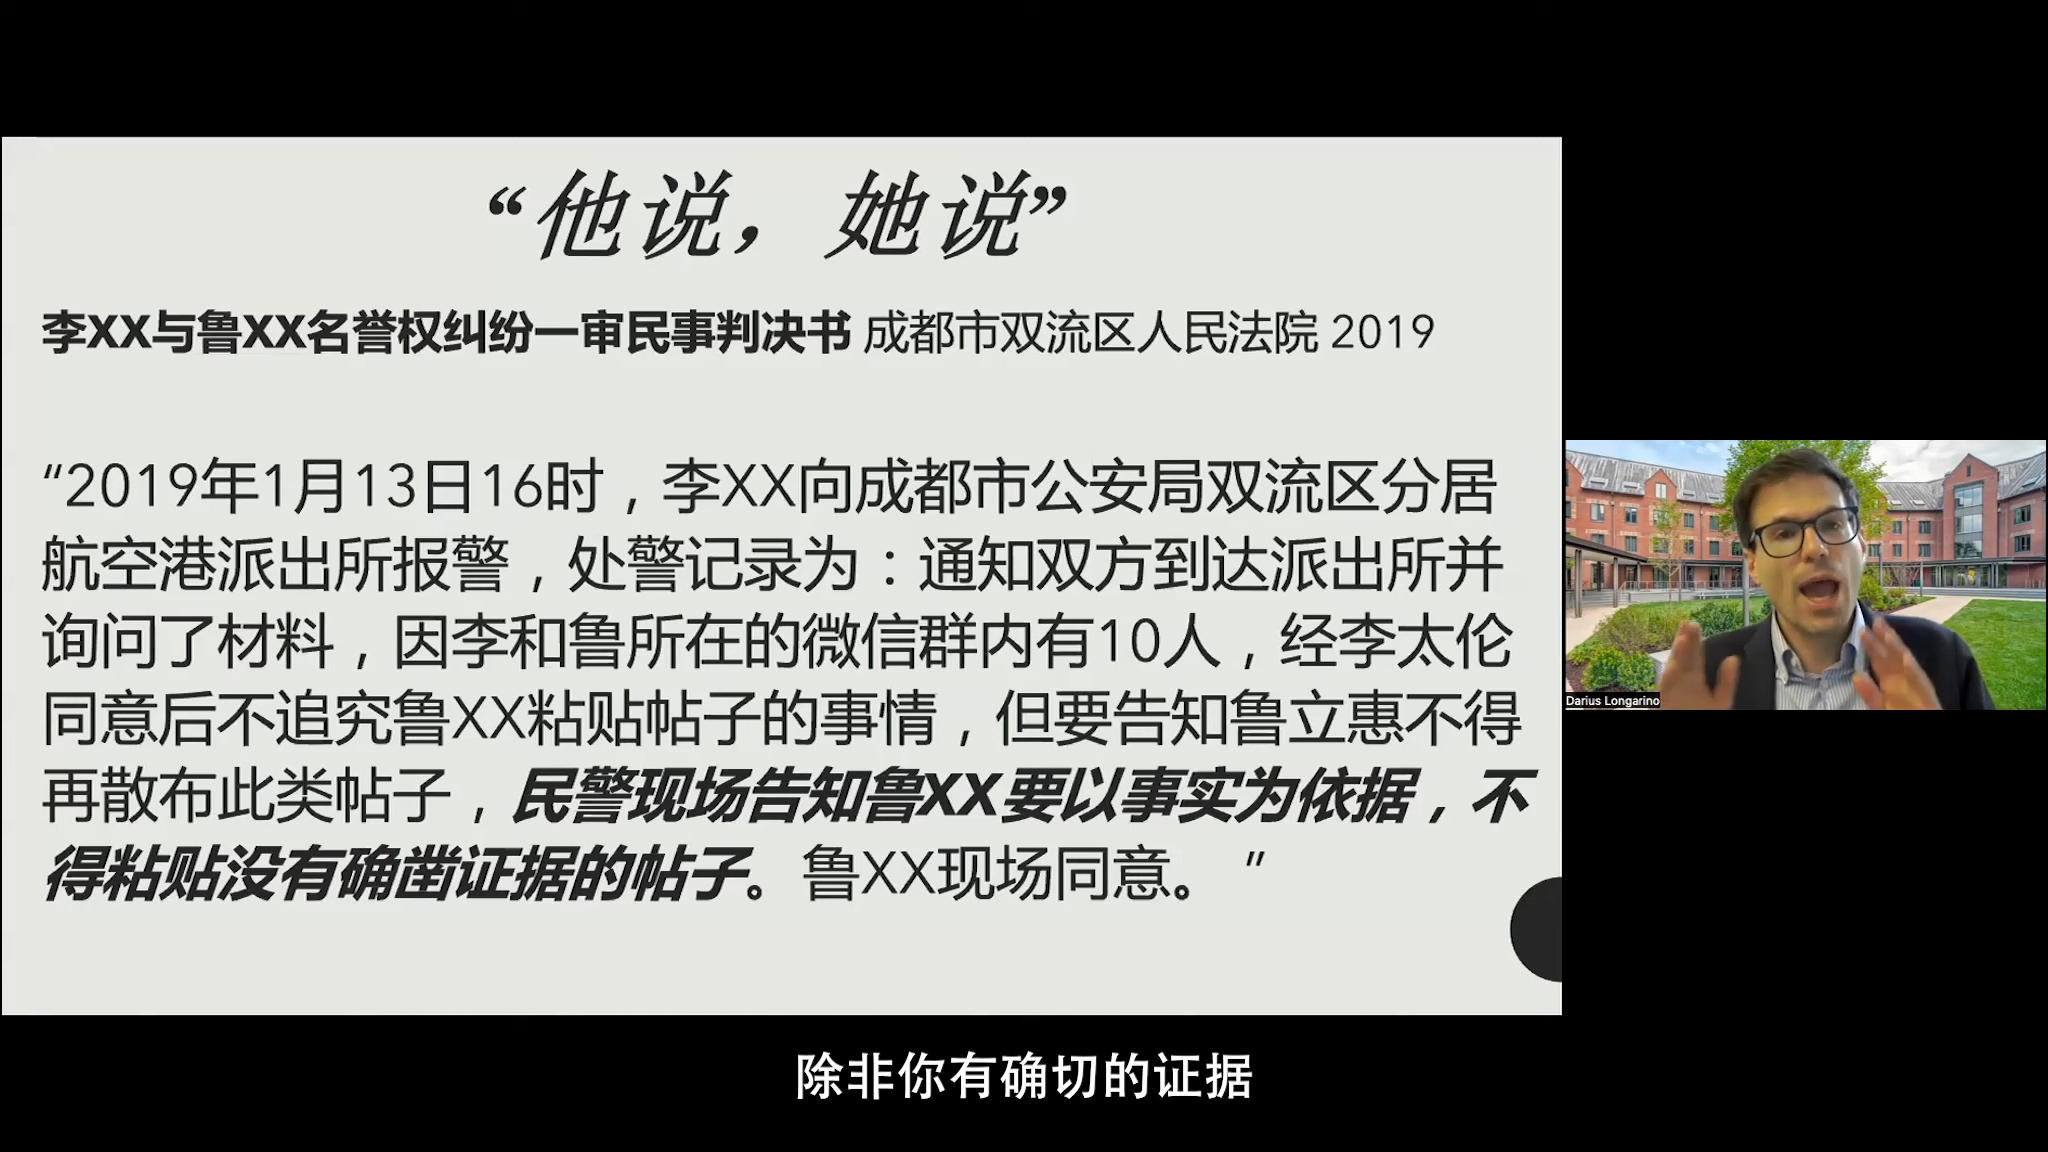 “他说，她说”
李XX与鲁XX名誉权纠纷一审民事判决书 成都市双流区人民法院 2019
“2019年1月13日16时，李XX向成都市公安局双流区分居
航空港派出所报警，处警记录为：通知双方到达派出所并
询问了材料，因李和鲁所在的微信群内有10人，经李太伦
同意后不追究鲁XX粘贴帖子的事情，但要告知鲁立惠不得
再散布此类帖子，民警现场告知鲁XX要以事实为依据，不
得粘贴没有确凿证据的帖子。鲁XX现场同意。 ”
Darius Longarino
除非你有确切的证据